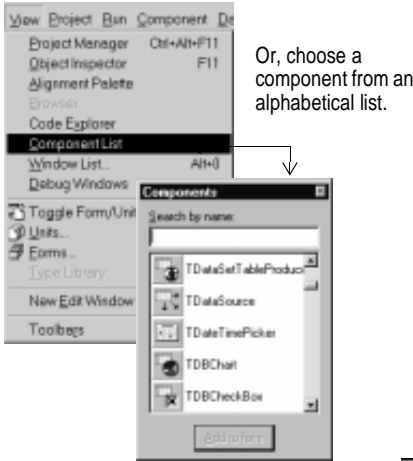 View Project Run Component De
Project Manager Ctrl+Alt+F11
Object Inspector F11
Alignment Palette
Browser
Code Explorer
Component List
Window List... Alt+0
Debug Windows
Toggle Form/Unit
Units...
Forms...
Type Library
New Edit Window
Toolbars
Or, choose a
component from an
alphabetical list.
Components
Search by name:
TDataSetTableProduc
TDataSource
TDateTimePicker
TDBChart
TDBCheckBox
Add to form